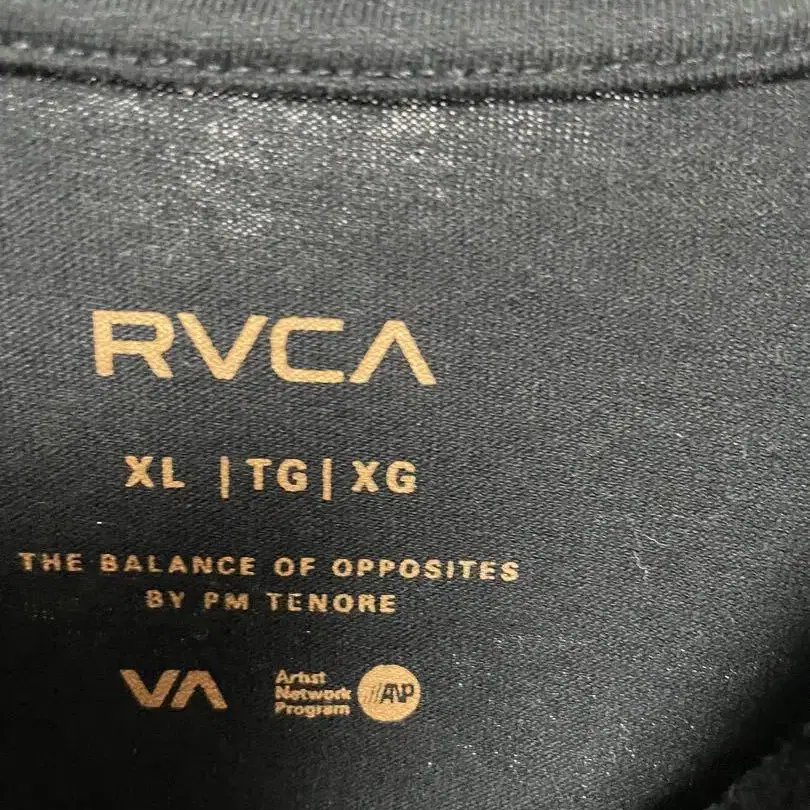 RVCA
XL | TG | XG
THE BALANCE OF OPPOSITES
BY PM TENORE
VA
Artist
Network
Program
ANP